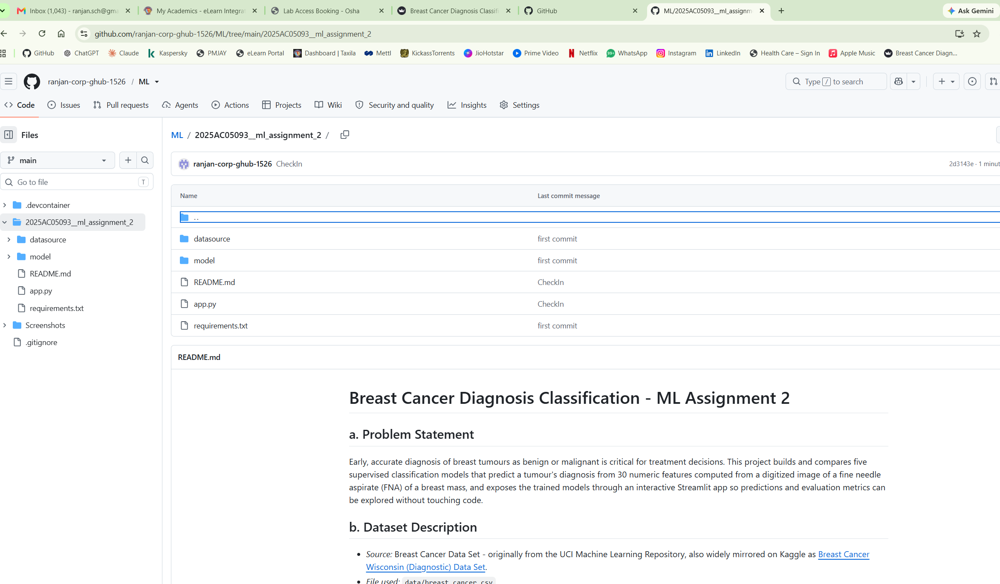 Inbox (1,043) - ranjan.sch@gma
My Academics - eLearn Integrat
Lab Access Booking - Osha
Breast Cancer Diagnosis Classifi
GitHub
ML/2025AC05093__ml_assignm
Ask Gemini
github.com/ranjan-corp-ghub-1526/ML/tree/main/2025AC05093__ml_assignment_2
GitHub
ChatGPT
Claude
Kaspersky
PMJAY
eLearn Portal
Dashboard | Taxila
Mettl
KickassTorrents
JioHotstar
Prime Video
Netflix
99+
WhatsApp
Instagram
LinkedIn
Health Care – Sign In
Apple Music
Breast Cancer Diagn...
ranjan-corp-ghub-1526 / ML
Type / to search
Code
Issues
Pull requests
Agents
Actions
Projects
Wiki
Security and quality
Insights
Settings
Files
main
Go to file
T
.devcontainer
2025AC05093__ml_assignment_2
datasource
model
README.md
app.py
requirements.txt
Screenshots
.gitignore
ML / 2025AC05093__ml_assignment_2 /
ranjan-corp-ghub-1526 CheckIn
2d3143e · 1 minut
Name Last commit message
..
datasource first commit
model first commit
README.md CheckIn
app.py CheckIn
requirements.txt first commit
README.md
Breast Cancer Diagnosis Classification - ML Assignment 2
a. Problem Statement
Early, accurate diagnosis of breast tumours as benign or malignant is critical for treatment decisions. This project builds and compares five
supervised classification models that predict a tumour's diagnosis from 30 numeric features computed from a digitized image of a fine needle
aspirate (FNA) of a breast mass, and exposes the trained models through an interactive Streamlit app so predictions and evaluation metrics can
be explored without touching code.
b. Dataset Description
• Source: Breast Cancer Data Set - originally from the UCI Machine Learning Repository, also widely mirrored on Kaggle as Breast Cancer
Wisconsin (Diagnostic) Data Set.
• File used: data/breast_cancer.csv